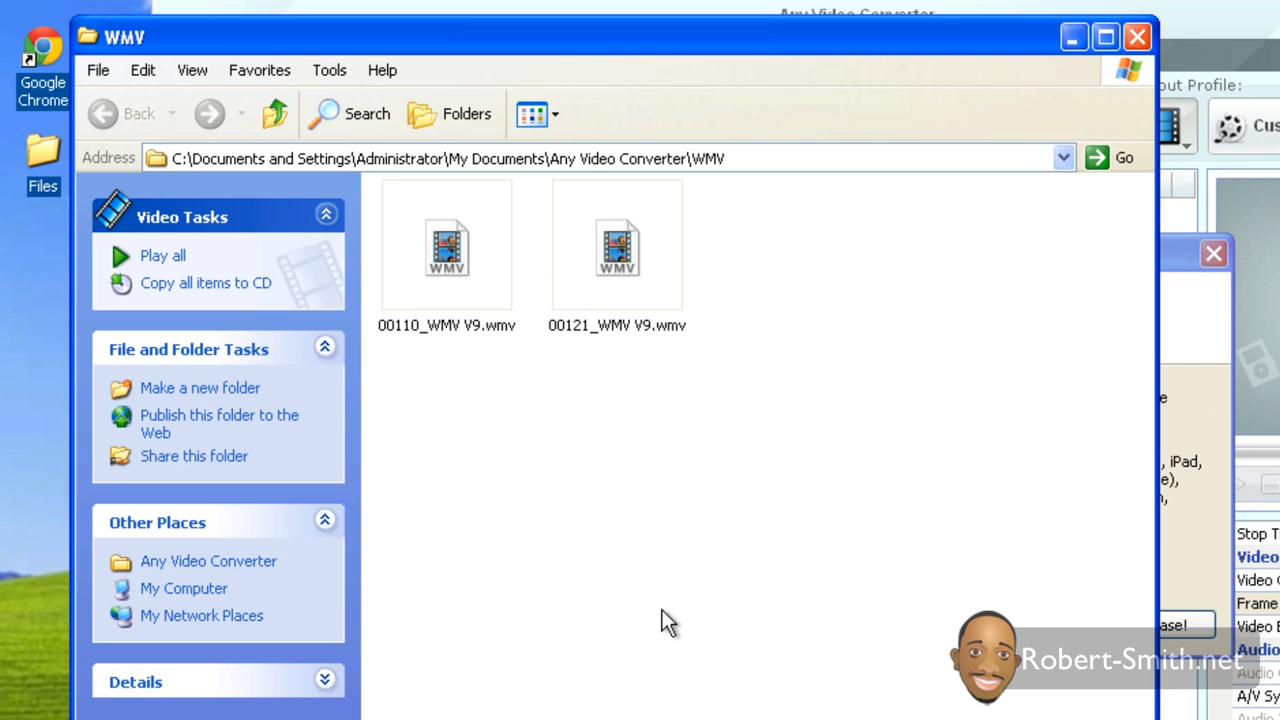 Any Video Converter
WMV
Google
Chrome
File Edit View Favorites Tools Help
out Profile:
Back Search Folders
Cus
Address C:\Documents and Settings\Administrator\My Documents\Any Video Converter\WMV Go
Files
Video Tasks
Play all
Copy all items to CD
WMV WMV
00110_WMV V9.wmv 00121_WMV V9.wmv
File and Folder Tasks
Make a new folder
Publish this folder to the
Web
Share this folder
e
, iPad,
e),
Other Places
Stop T
Any Video Converter
Video
My Computer
Video
Frame
My Network Places
ase!
Video
Robert-Smith.net
Audio
Audio
Details
A/V Sy
Audio